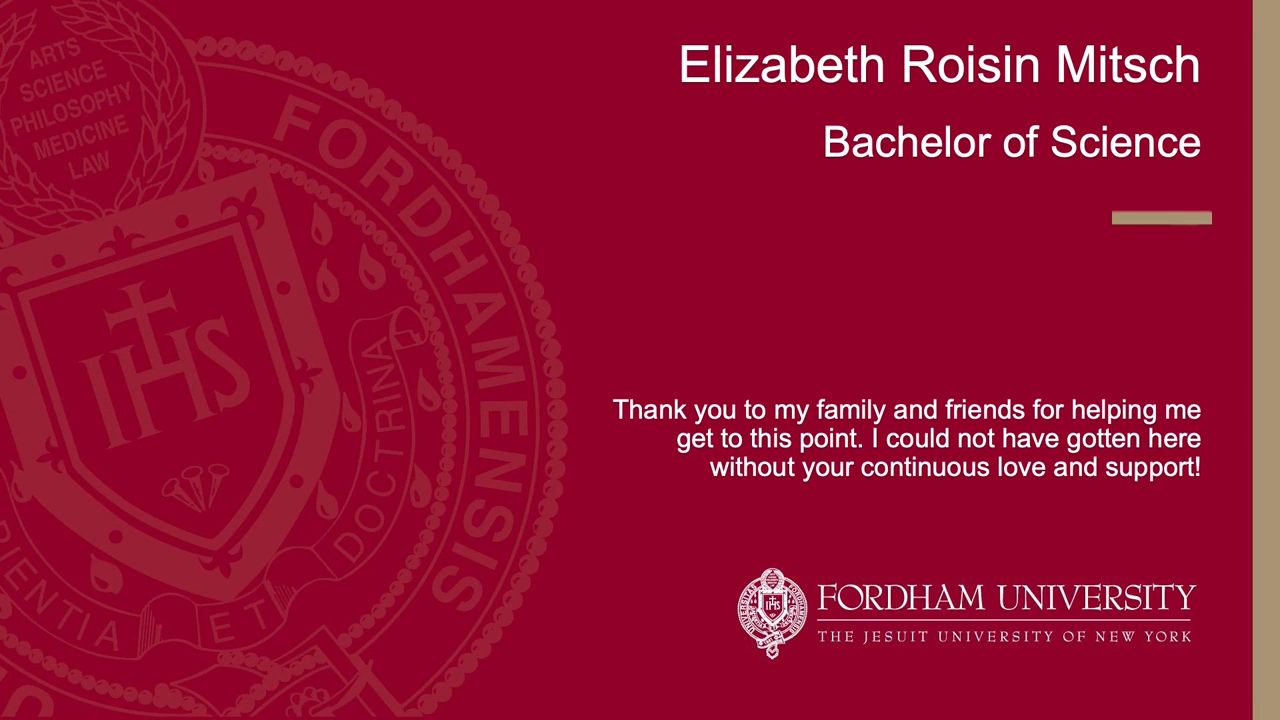 Elizabeth Roisin Mitsch
Bachelor of Science
Thank you to my family and friends for helping me
get to this point. I could not have gotten here
without your continuous love and support!
FORDHAM UNIVERSITY
THE JESUIT UNIVERSITY OF NEW YORK
ARTS
SCIENCE
PHILOSOPHY
MEDICINE
LAW
FORDHAMENSIS
IHS
ET
DOCTRINA